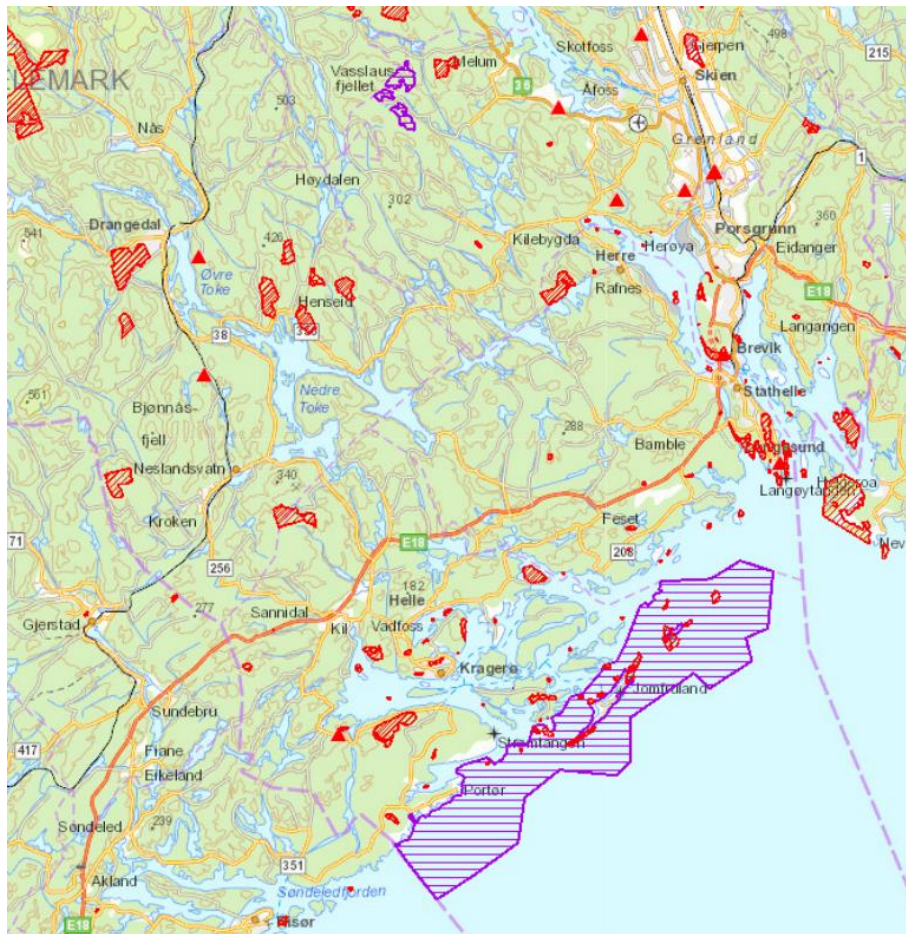 Skotfoss
Gjerpen
498
215
Melum
Vasslaus
fjellet
Skien
ELEMARK
36
Åfoss
503
Nås
Grenland
1
Høydalen
302
Drangedal
426
541
Kilebygda
Porsgrunn
360
Herøya
Eidanger
Herre
Øvre
Toke
Rafnes
E18
Henseid
Langangen
38
Brevik
Stathelle
Nedre
Toke
561
Bjønnås-
fjell
288
Bamble
Neslandsvatn
340
Langøytangen
Kroken
Feset
71
E18
208
256
182
Helle
277
Sannidal
Gjerstad
Kil
Vadfoss
Kragerø
Jomfruland
Sundebru
417
Fiane
Stråmtangen
Eikeland
Portør
239
Søndeled
351
Akland
Søndeledfjorden
E18
Risør